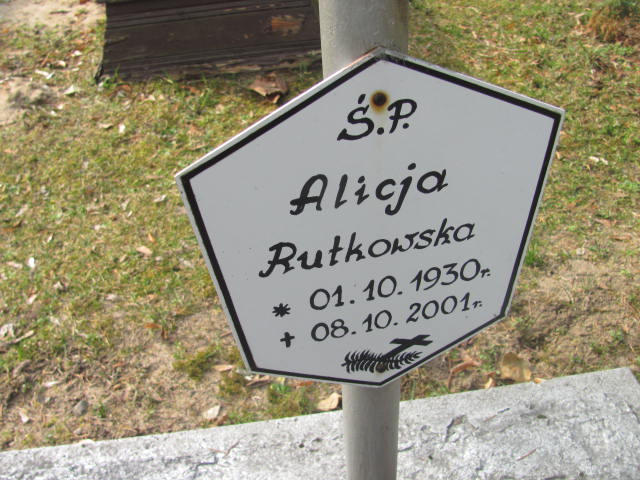 Ś.P.
Alicja
Rutkowska
* 01.10.1930r.
+ 08.10.2001r.